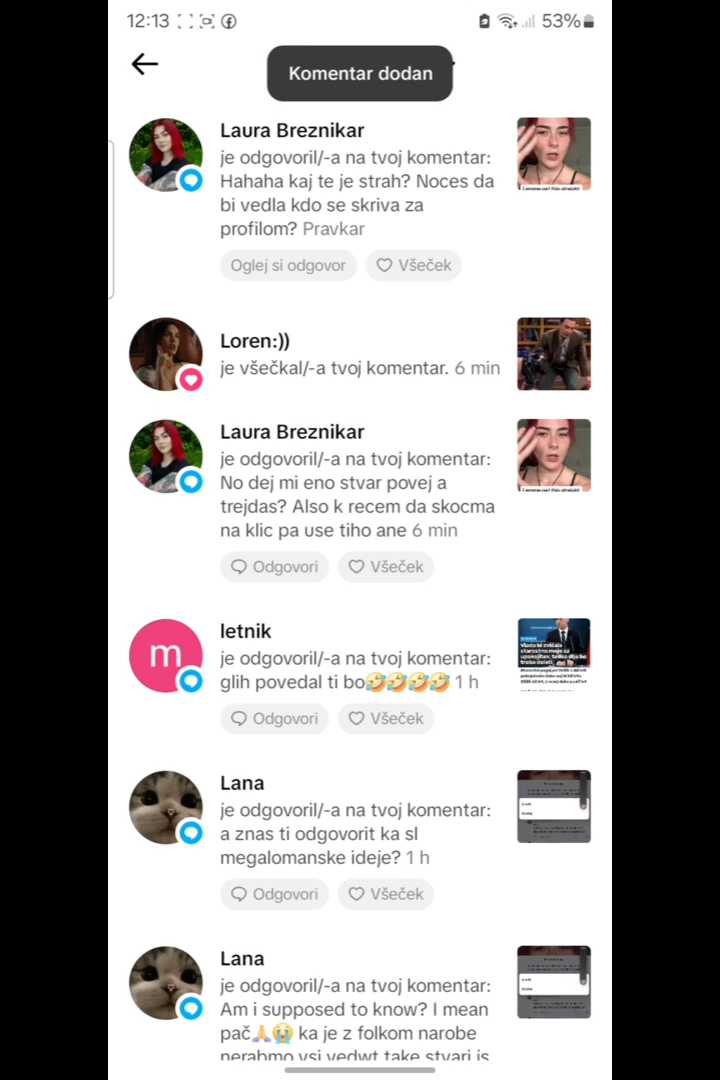 12:13
53%
Komentar dodan
Laura Breznikar
je odgovoril/-a na tvoj komentar:
Hahaha kaj te je strah? Noces da
bi vedla kdo se skriva za
profilom? Pravkar
Oglej si odgovor
Všeček
Loren:))
je všečkal/-a tvoj komentar. 6 min
Laura Breznikar
je odgovoril/-a na tvoj komentar:
No dej mi eno stvar povej a
trejdas? Also k recem da skocma
na klic pa use tiho ane 6 min
Odgovori
Všeček
m
letnik
je odgovoril/-a na tvoj komentar:
glih povedal ti bo🤣🤣🤣🤣 1 h
Odgovori
Všeček
Lana
je odgovoril/-a na tvoj komentar:
a znas ti odgovorit ka sl
megalomanske ideje? 1 h
Odgovori
Všeček
Lana
je odgovoril/-a na tvoj komentar:
Am i supposed to know? I mean
pač🙏😭 ka je z folkom narobe
nerabmo vsi vedwt take stvari is